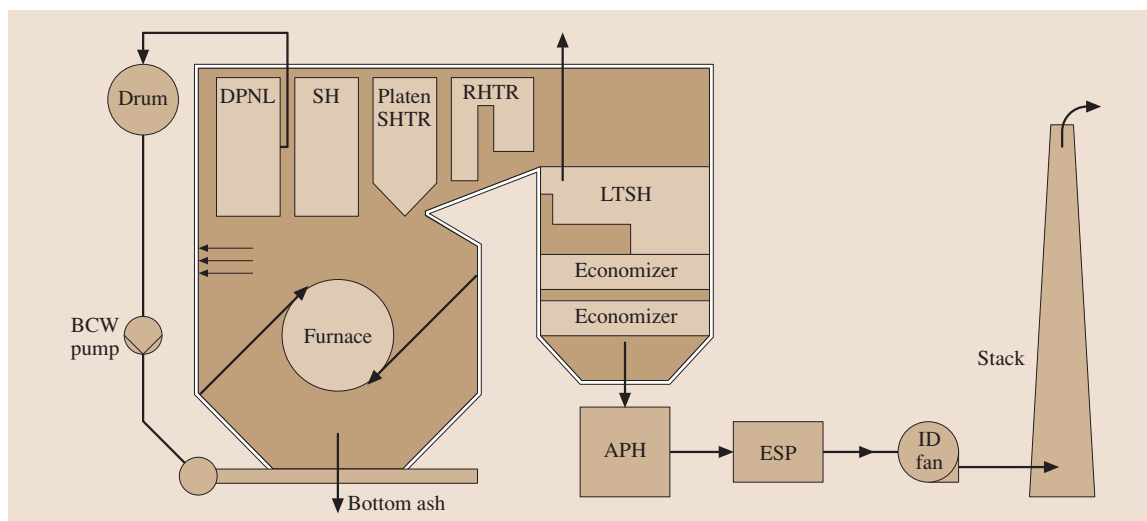 Drum
DPNL
SH
Platen
SHTR
RHTR
LTSH
Economizer
Economizer
BCW
pump
Furnace
Stack
APH
ESP
ID
fan
Bottom ash